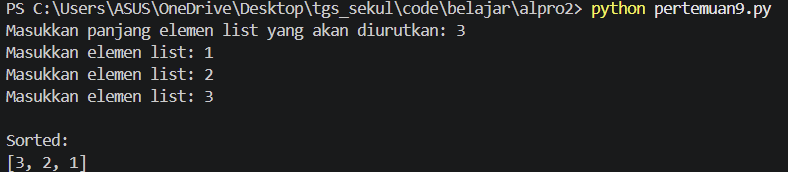 PS C:\Users\ASUS\OneDrive\Desktop\tgs_sekul\code\belajar\alpro2> python pertemuan9.py
Masukkan panjang elemen list yang akan diurutkan: 3
Masukkan elemen list: 1
Masukkan elemen list: 2
Masukkan elemen list: 3
Sorted:
[3, 2, 1]